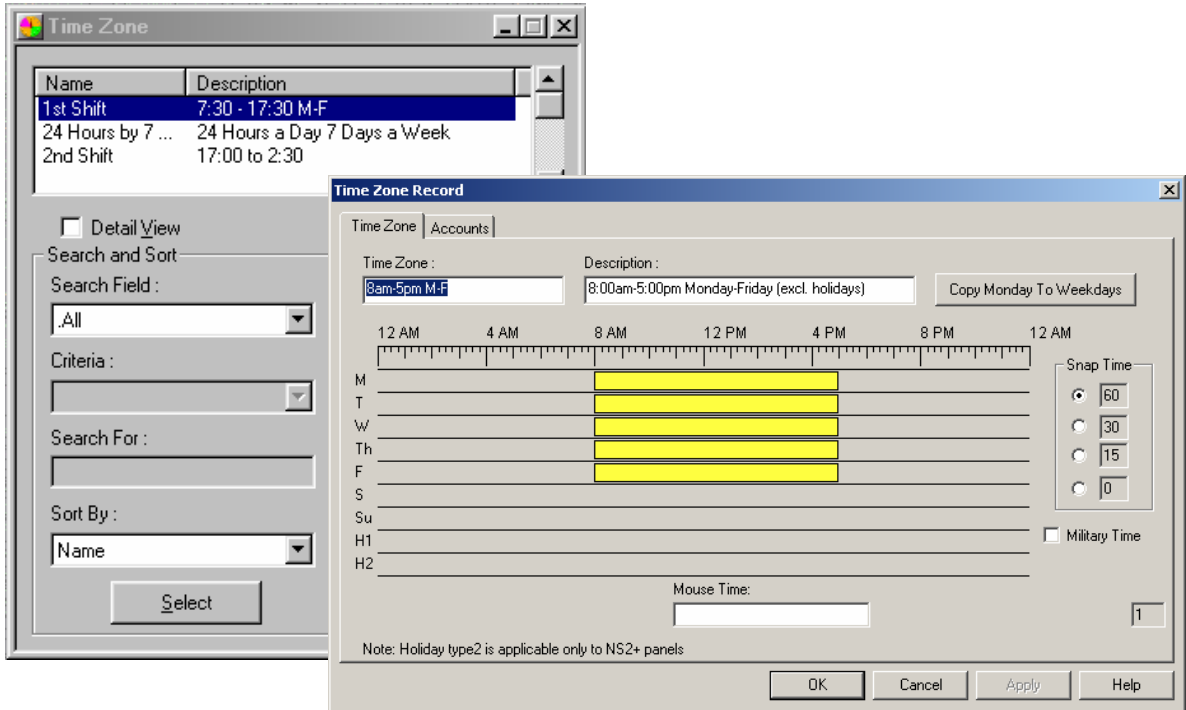 Time Zone
Name Description
1st Shift 7:30 - 17:30 M-F
24 Hours by 7 ... 24 Hours a Day 7 Days a Week
2nd Shift 17:00 to 2:30
Detail View
Search and Sort
Search Field :
.All
Criteria :
Search For :
Sort By :
Name
Select
Time Zone Record
Time Zone Accounts
Time Zone : Description :
8am-5pm M-F 8:00am-5:00pm Monday-Friday (excl. holidays) Copy Monday To Weekdays
12 AM 4 AM 8 AM 12 PM 4 PM 8 PM 12 AM
Snap Time
60
30
15
0
M
T
W
Th
F
S
Su
H1
H2
Military Time
Mouse Time:
1
Note: Holiday type2 is applicable only to NS2+ panels
OK Cancel Apply Help